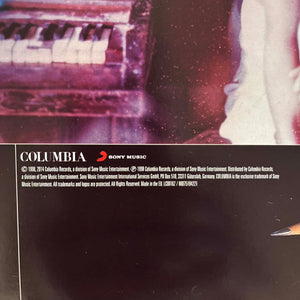 COLUMBIA SONY MUSIC
© 1998, 2014 Columbia Records, a division of Sony Music Entertainment. ℗ 1998 Columbia Records, a division of Sony Music Entertainment. Distributed by Columbia Records,
a division of Sony Music Entertainment. Sony Music Entertainment International Services GmbH, PO Box 510, 33311 Gütersloh, Germany. COLUMBIA is the exclusive trademark of Sony
Music Entertainment. All trademarks and logos are protected. All Rights Reserved. Made in the EU. LC00162 /